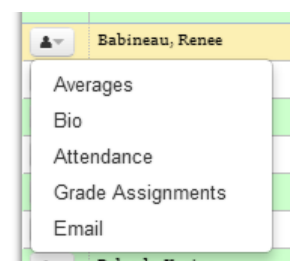 Babineau, Renee
Averages
Bio
Attendance
Grade Assignments
Email